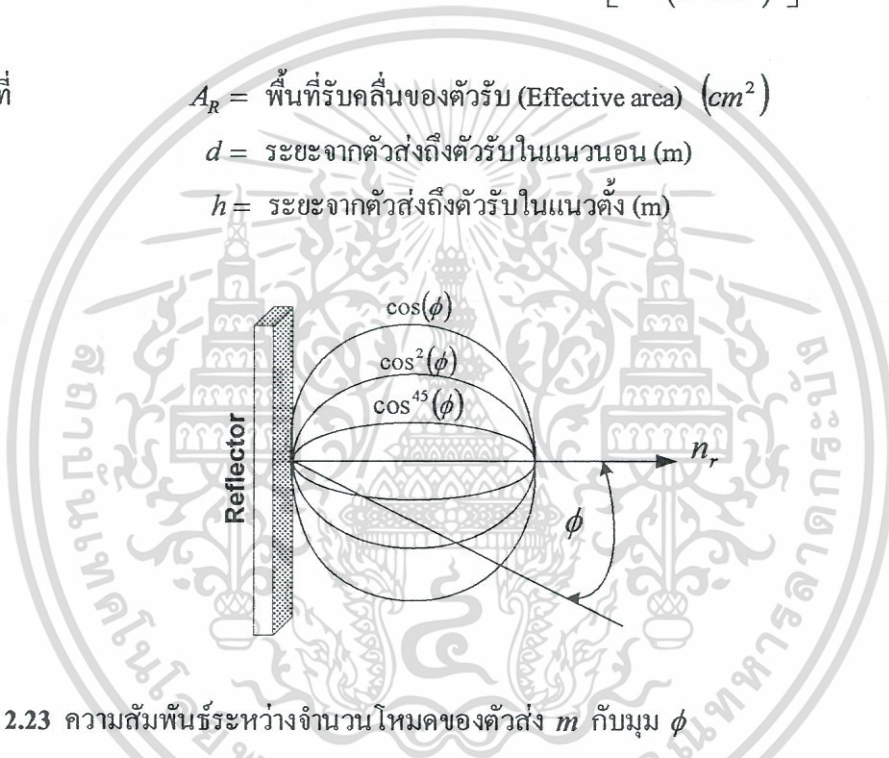 ที่ A_R = พื้นที่รับคลื่นของตัวรับ (Effective area) (cm²)
d = ระยะจากตัวส่งถึงตัวรับในแนวนอน (m)
h = ระยะจากตัวส่งถึงตัวรับในแนวตั้ง (m)
cos(φ)
cos²(φ)
cos⁴⁵(φ)
Reflector
n_r
φ
2.23 ความสัมพันธ์ระหว่างจำนวนโหมดของตัวส่ง m กับมุม φ